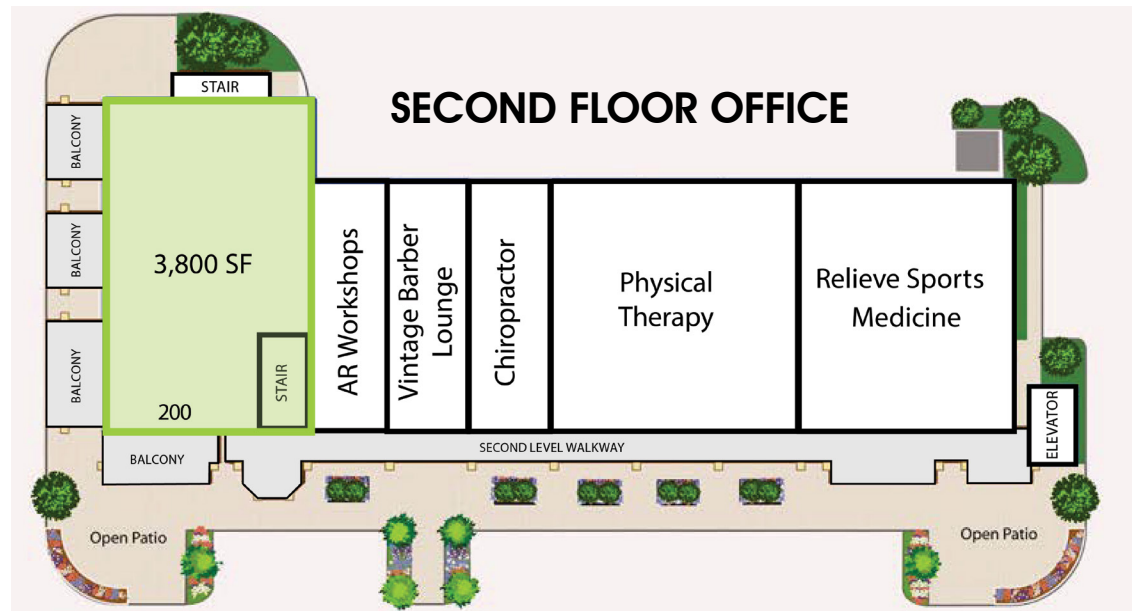 STAIR
SECOND FLOOR OFFICE
BALCONY
BALCONY
BALCONY
3,800 SF
200
STAIR
AR Workshops
Vintage Barber
Lounge
Chiropractor
Physical
Therapy
Relieve Sports
Medicine
ELEVATOR
BALCONY
SECOND LEVEL WALKWAY
Open Patio
Open Patio